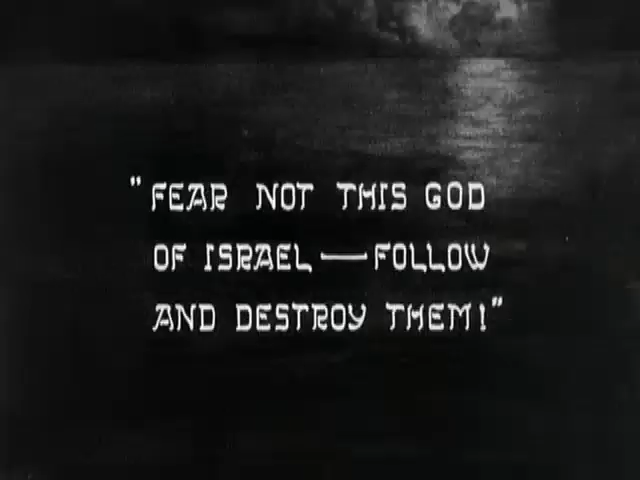 "FEAR NOT THIS GOD
OF ISRAEL — FOLLOW
AND DESTROY THEM!"